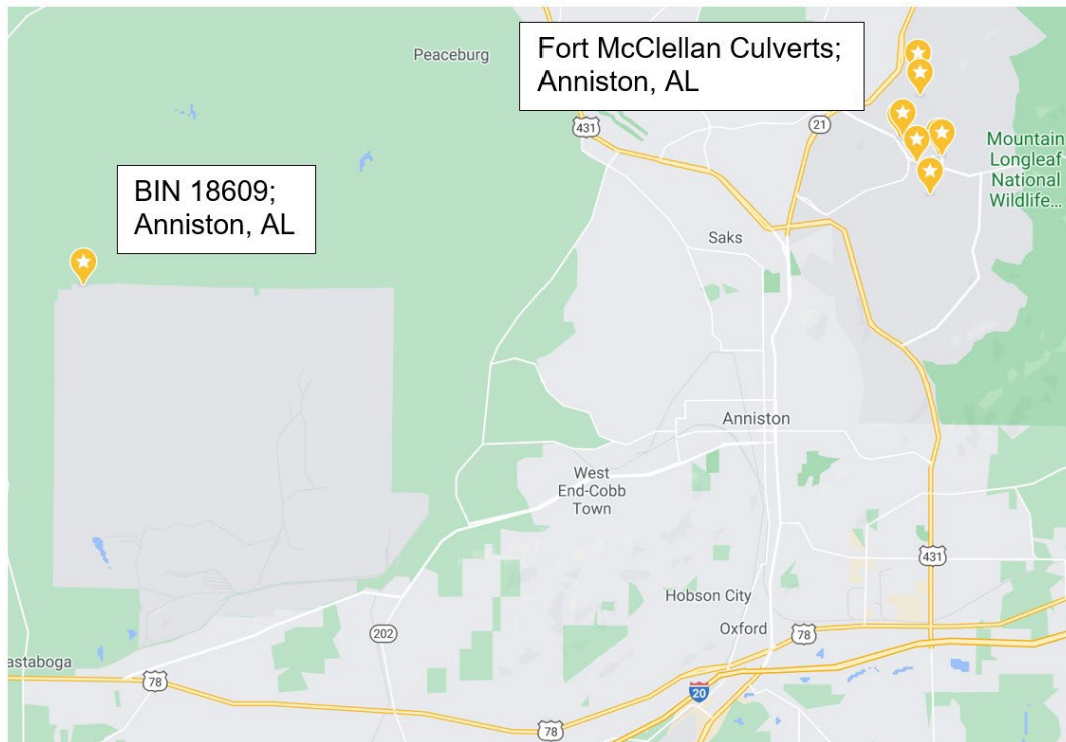 Peaceburg
Fort McClellan Culverts;
Anniston, AL
431
21
Mountain
Longleaf
National
Wildlife...
BIN 18609;
Anniston, AL
Saks
Anniston
West
End-Cobb
Town
431
Hobson City
Oxford
78
202
astaboga
78
20
78